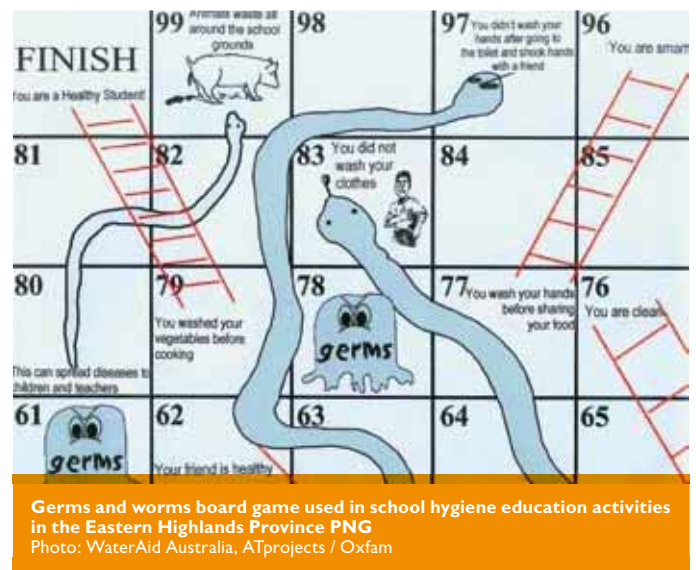 99
Animals waste all
around the school
grounds
98
97
You didn't wash your
hands after going to
the toilet and shook hands
with a friend
96
You are smart
FINISH
You are a Healthy Student!
81
82
83
You did not
wash your
clothes
84
85
80
This can spread diseases to
children and teachers
79
You washed your
vegetables before
cooking
78
germs
77
You wash your hands
before sharing
your food
76
You are clean
61
germs
62
Your friend is healthy
63
64
65
Germs and worms board game used in school hygiene education activities
in the Eastern Highlands Province PNG
Photo: WaterAid Australia, ATprojects / Oxfam